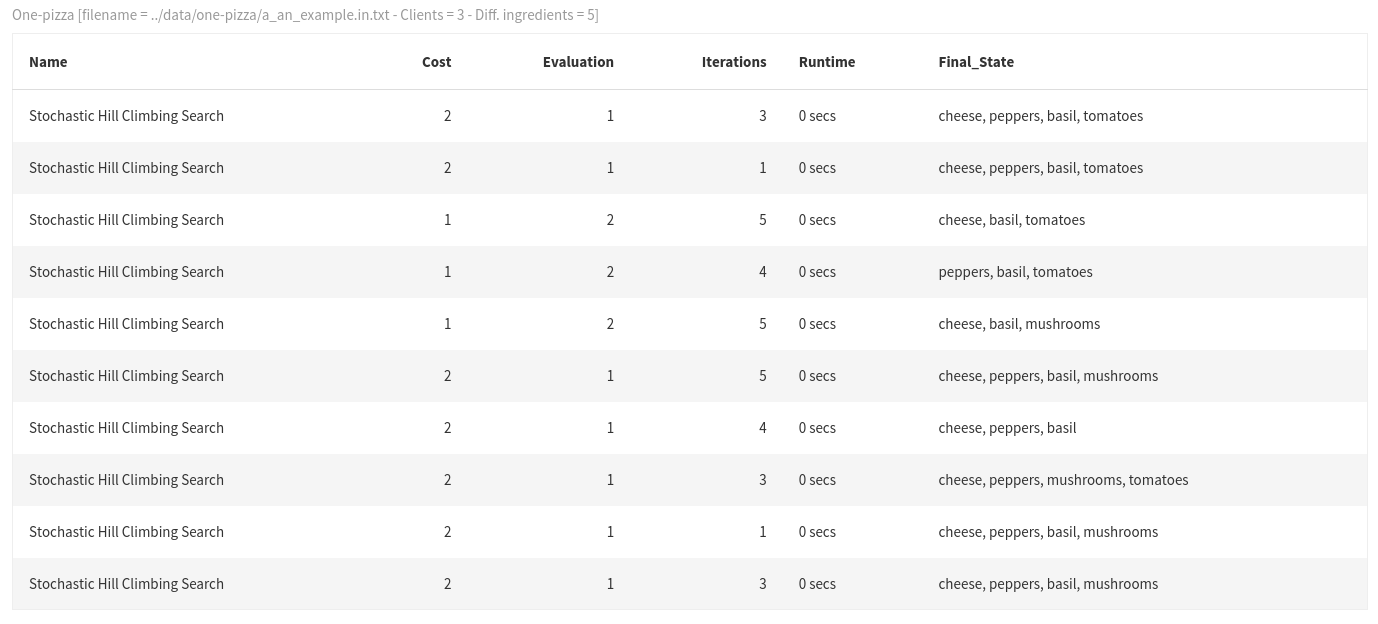 One-pizza [filename = ../data/one-pizza/a_an_example.in.txt - Clients = 3 - Diff. ingredients = 5]
Name Cost Evaluation Iterations Runtime Final_State
Stochastic Hill Climbing Search 2 1 3 0 secs cheese, peppers, basil, tomatoes
Stochastic Hill Climbing Search 2 1 1 0 secs cheese, peppers, basil, tomatoes
Stochastic Hill Climbing Search 1 2 5 0 secs cheese, basil, tomatoes
Stochastic Hill Climbing Search 1 2 4 0 secs peppers, basil, tomatoes
Stochastic Hill Climbing Search 1 2 5 0 secs cheese, basil, mushrooms
Stochastic Hill Climbing Search 2 1 5 0 secs cheese, peppers, basil, mushrooms
Stochastic Hill Climbing Search 2 1 4 0 secs cheese, peppers, basil
Stochastic Hill Climbing Search 2 1 3 0 secs cheese, peppers, mushrooms, tomatoes
Stochastic Hill Climbing Search 2 1 1 0 secs cheese, peppers, basil, mushrooms
Stochastic Hill Climbing Search 2 1 3 0 secs cheese, peppers, basil, mushrooms